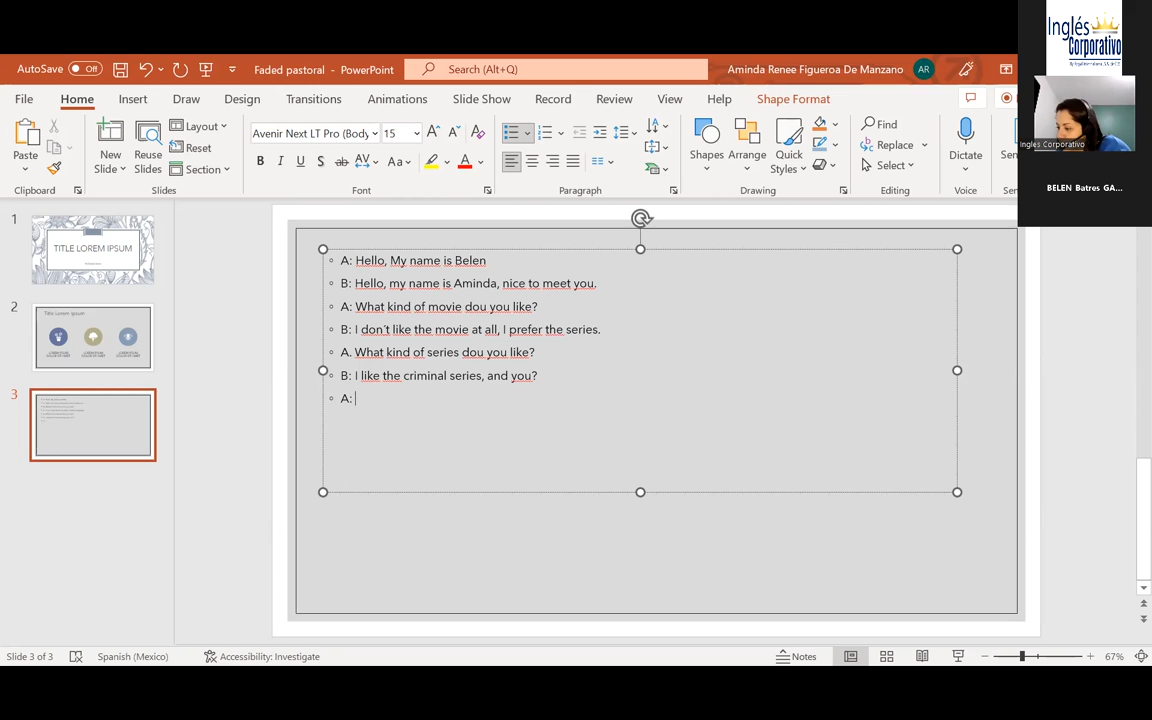 AutoSave Off Faded pastoral - PowerPoint Search (Alt+Q) Aminda Renee Figueroa De Manzano AR
File Home Insert Draw Design Transitions Animations Slide Show Record Review View Help Shape Format
Paste New Slide Reuse Slides Layout Reset Section
Avenir Next LT Pro (Body 15
Shapes Arrange Quick Styles Find Replace Select Dictate
Clipboard Slides Font Paragraph Drawing Editing Voice
Inglés Corporativo
Ingles Corporativo
BELEN Batres GA...
1
TITLE LOREM IPSUM
2
Title Lorem Ipsum
3
A: Hello, My name is Belen
B: Hello, my name is Aminda, nice to meet you.
A: What kind of movie dou you like?
B: I don´t like the movie at all, I prefer the series.
A. What kind of series dou you like?
B: I like the criminal series, and you?
A:
Slide 3 of 3 Spanish (Mexico) Accessibility: Investigate Notes 67%